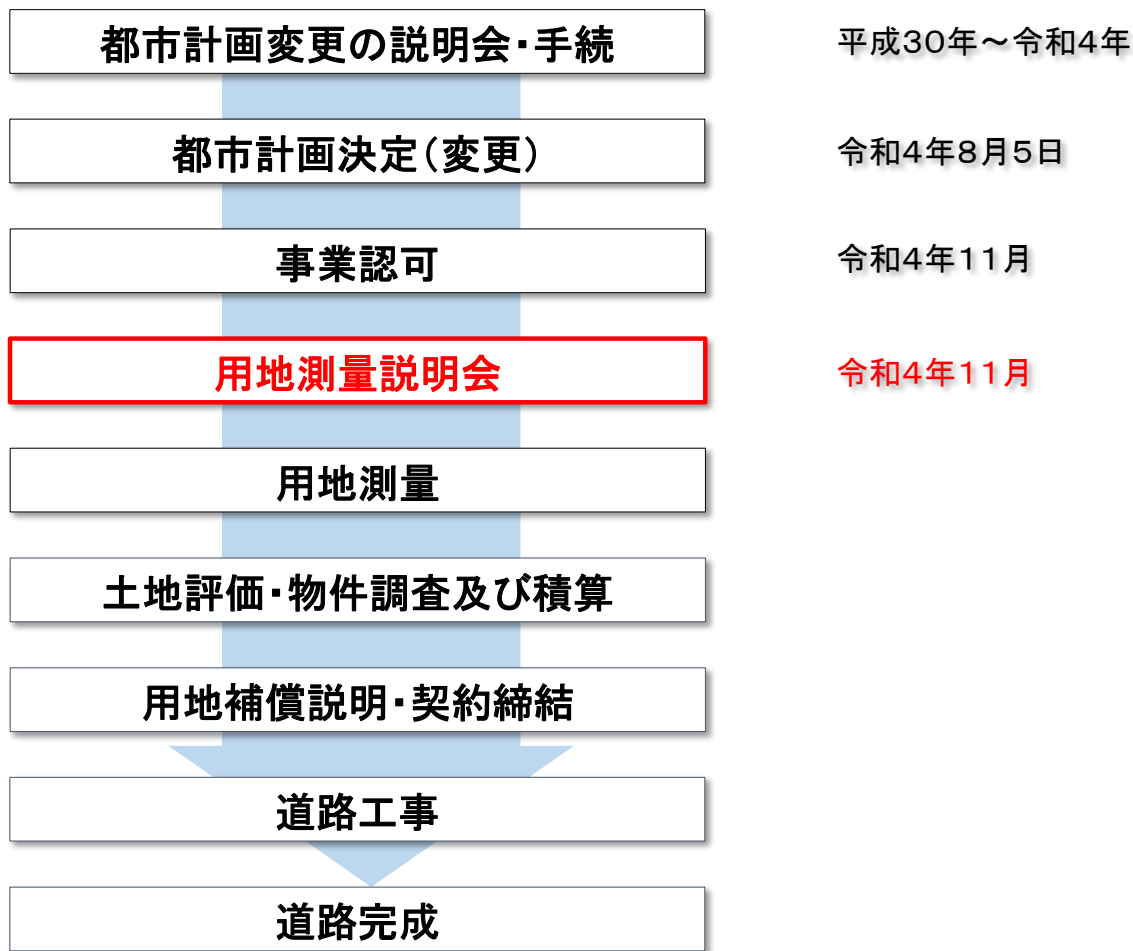 都市計画変更の説明会・手続 平成30年～令和4年
都市計画決定（変更） 令和4年8月5日
事業認可 令和4年11月
用地測量説明会 令和4年11月
用地測量
土地評価・物件調査及び積算
用地補償説明・契約締結
道路工事
道路完成